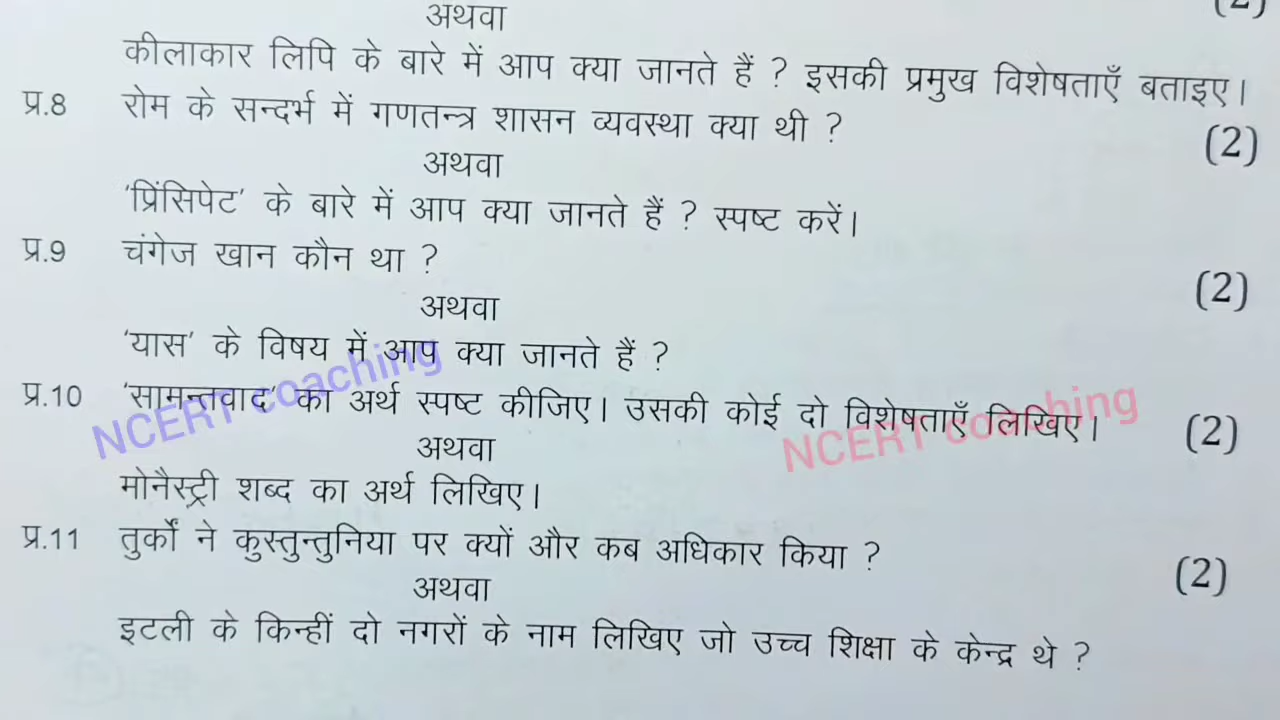 अथवा
(2)
कीलाकार लिपि के बारे में आप क्या जानते हैं ? इसकी प्रमुख विशेषताएँ बताइए।
प्र.8 रोम के सन्दर्भ में गणतन्त्र शासन व्यवस्था क्या थी ? (2)
अथवा
'प्रिंसिपेट' के बारे में आप क्या जानते हैं ? स्पष्ट करें।
प्र.9 चंगेज खान कौन था ? (2)
अथवा
'यास' के विषय में आप क्या जानते हैं ?
प्र.10 'सामन्तवाद' का अर्थ स्पष्ट कीजिए। उसकी कोई दो विशेषताएँ लिखिए। (2)
NCERT coaching
NCERT coaching
अथवा
मोनैस्ट्री शब्द का अर्थ लिखिए।
प्र.11 तुर्कों ने कुस्तुन्तुनिया पर क्यों और कब अधिकार किया ? (2)
अथवा
इटली के किन्हीं दो नगरों के नाम लिखिए जो उच्च शिक्षा के केन्द्र थे ?